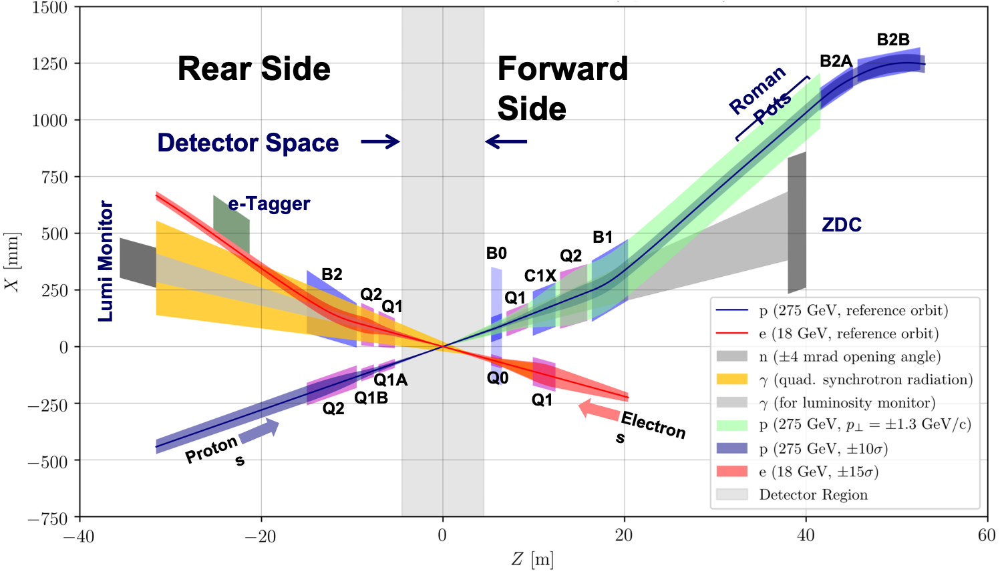 1500
1250
1000
750
500
250
0
−250
−500
−750
X [mm]
−40
−20
0
20
40
60
Z [m]
Rear Side
Forward
Side
Detector Space
Lumi Monitor
e-Tagger
B2
Q2
Q1
Q1A
Q1B
Q2
Proton
s
B0
Q1
C1X
Q2
B1
Q0
Q1
Electron
s
Roman
Pots
B2A
B2B
ZDC
p (275 GeV, reference orbit)
e (18 GeV, reference orbit)
n (±4 mrad opening angle)
γ (quad. synchrotron radiation)
γ (for luminosity monitor)
p (275 GeV, p⊥ = ±1.3 GeV/c)
p (275 GeV, ±10σ)
e (18 GeV, ±15σ)
Detector Region